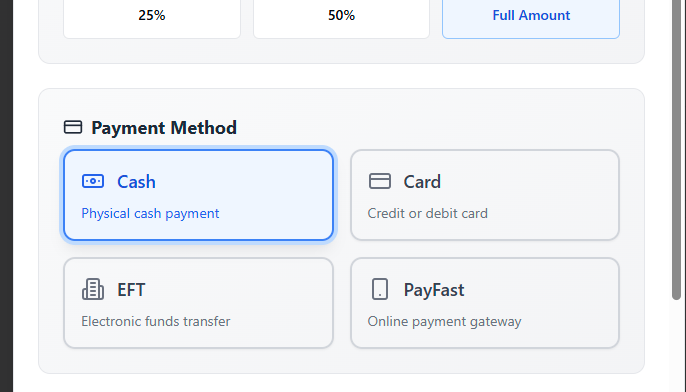 25%
50%
Full Amount
Payment Method
Cash
Physical cash payment
Card
Credit or debit card
EFT
Electronic funds transfer
PayFast
Online payment gateway